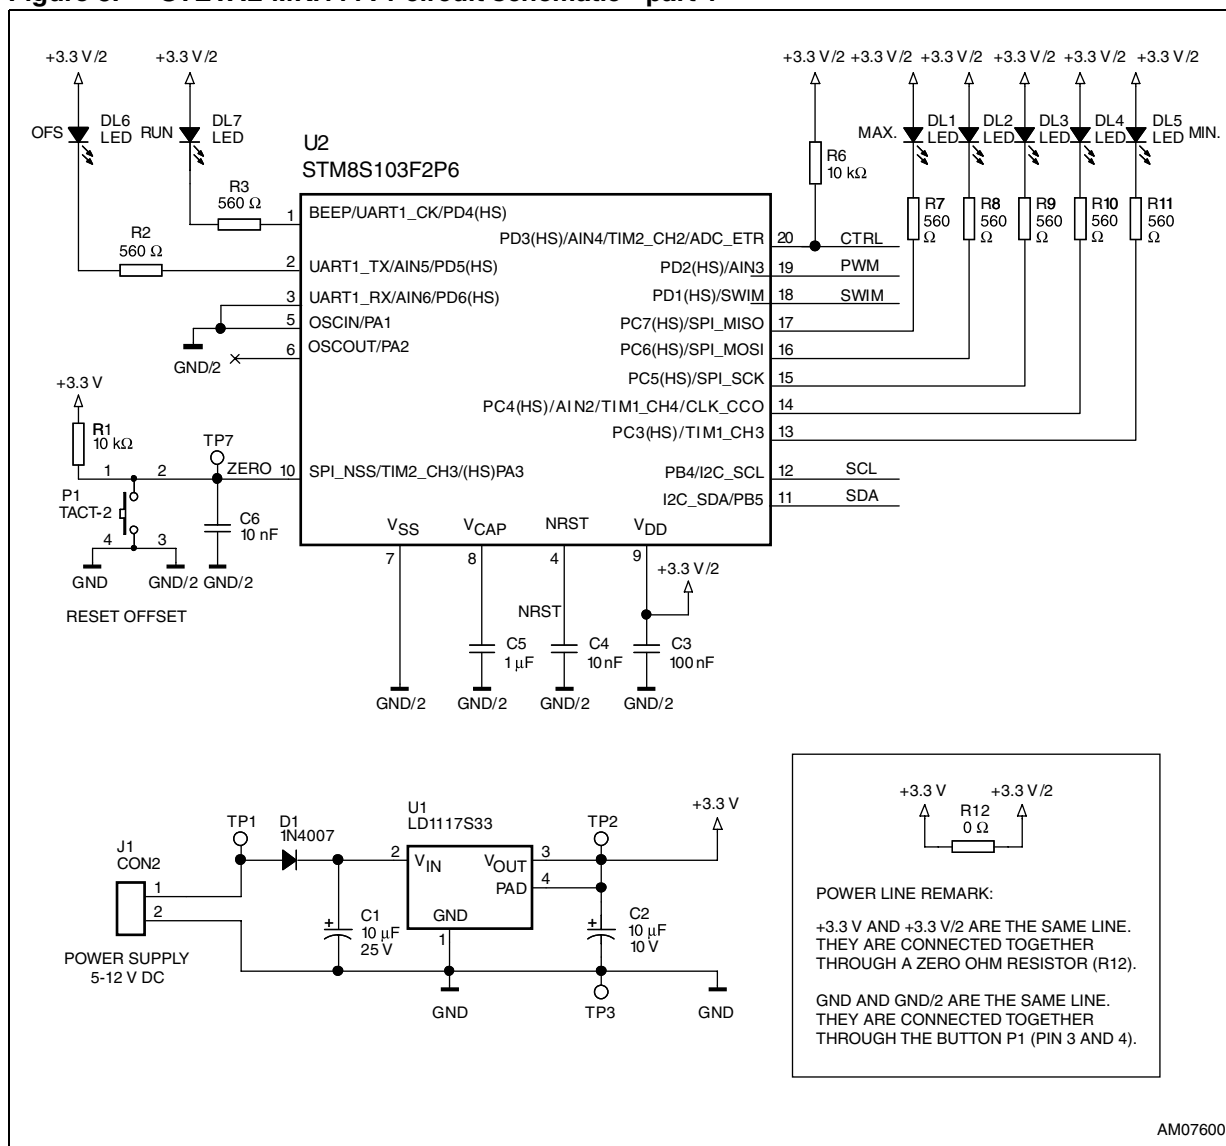 +3.3 V/2
+3.3 V/2
+3.3 V/2
+3.3 V/2
+3.3 V/2
+3.3 V/2
+3.3 V/2
+3.3 V/2
OFS
DL6
LED
RUN
DL7
LED
MAX.
DL1
LED
DL2
LED
DL3
LED
DL4
LED
DL5
LED
MIN.
U2
STM8S103F2P6
R6
10 kΩ
R3
560 Ω
R2
560 Ω
R7
560
Ω
R8
560
Ω
R9
560
Ω
R10
560
Ω
R11
560
Ω
1 BEEP/UART1_CK/PD4(HS)
2 UART1_TX/AIN5/PD5(HS)
3 UART1_RX/AIN6/PD6(HS)
5 OSCIN/PA1
6 OSCOUT/PA2
GND/2
PD3(HS)/AIN4/TIM2_CH2/ADC_ETR 20 CTRL
PD2(HS)/AIN3 19 PWM
PD1(HS)/SWIM 18 SWIM
PC7(HS)/SPI_MISO 17
PC6(HS)/SPI_MOSI 16
PC5(HS)/SPI_SCK 15
PC4(HS)/AIN2/TIM1_CH4/CLK_CCO 14
PC3(HS)/TIM1_CH3 13
PB4/I2C_SCL 12 SCL
I2C_SDA/PB5 11 SDA
+3.3 V
R1
10 kΩ
TP7
1 2 ZERO 10 SPI_NSS/TIM2_CH3/(HS)PA3
P1
TACT-2
C6
10 nF
4 3
GND GND/2 GND/2
RESET OFFSET
VSS VCAP NRST VDD
7 8 4 9
+3.3 V/2
NRST
C5
1 µF
C4
10 nF
C3
100 nF
GND/2 GND/2 GND/2 GND/2
J1
CON2
1
2
POWER SUPPLY
5-12 V DC
TP1
D1
1N4007
U1
LD1117S33
2 VIN
VOUT 3
PAD 4
GND
1
C1
10 µF
25 V
TP2
+3.3 V
C2
10 µF
10 V
GND
TP3
GND
+3.3 V +3.3 V/2
R12
0 Ω
POWER LINE REMARK:
+3.3 V AND +3.3 V/2 ARE THE SAME LINE.
THEY ARE CONNECTED TOGETHER
THROUGH A ZERO OHM RESISTOR (R12).
GND AND GND/2 ARE THE SAME LINE.
THEY ARE CONNECTED TOGETHER
THROUGH THE BUTTON P1 (PIN 3 AND 4).
AM07600